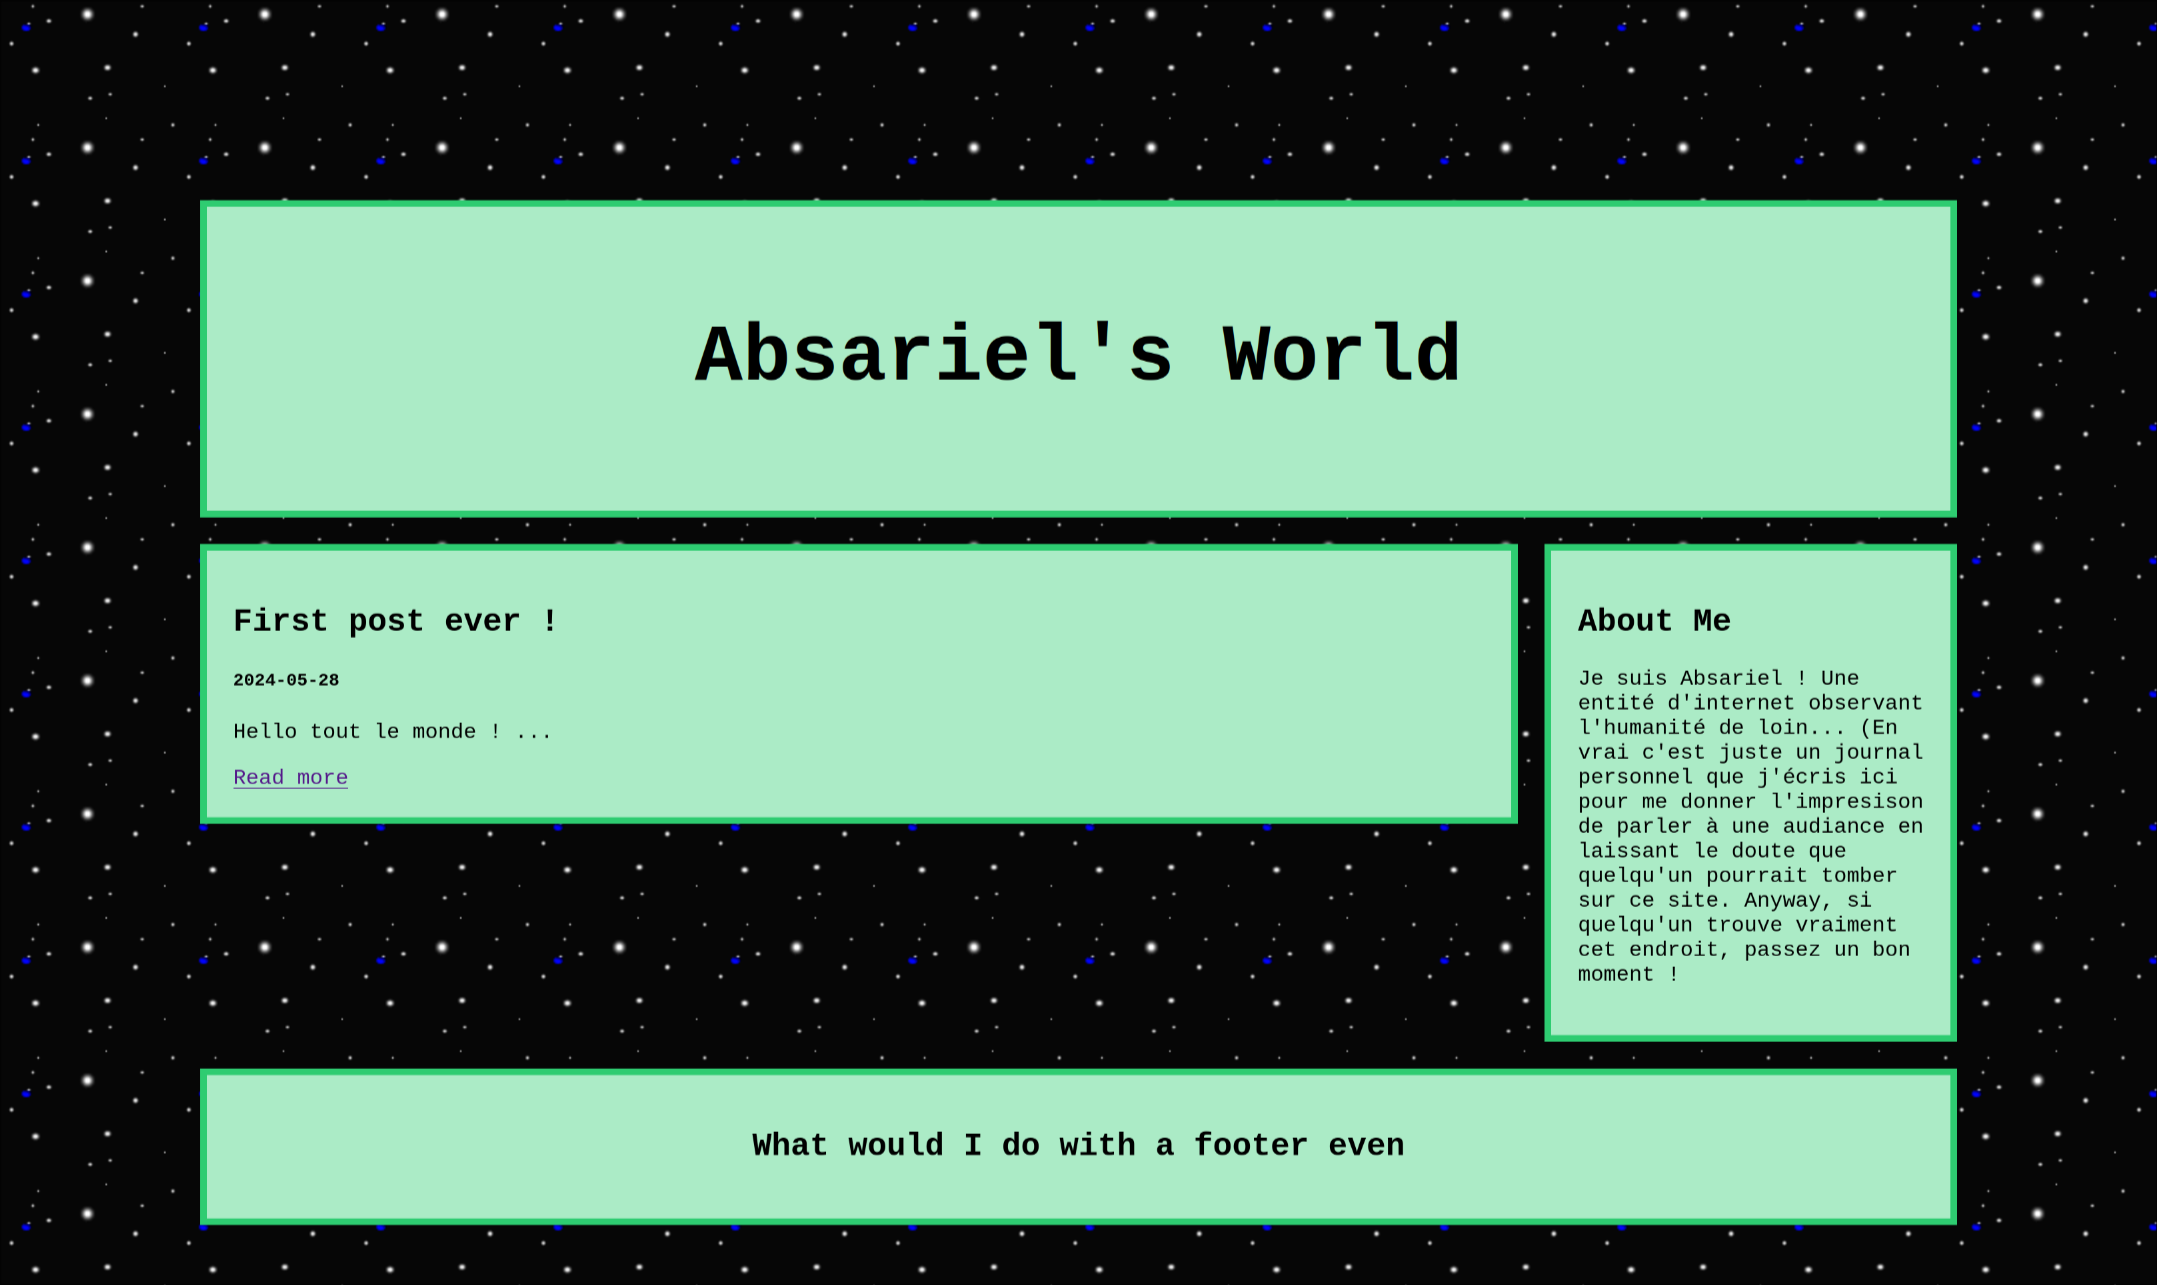 Absariel's World
First post ever !
2024-05-28
Hello tout le monde ! ...
Read more
About Me
Je suis Absariel ! Une
entité d'internet observant
l'humanité de loin... (En
vrai c'est juste un journal
personnel que j'écris ici
pour me donner l'impresison
de parler à une audiance en
laissant le doute que
quelqu'un pourrait tomber
sur ce site. Anyway, si
quelqu'un trouve vraiment
cet endroit, passez un bon
moment !
What would I do with a footer even